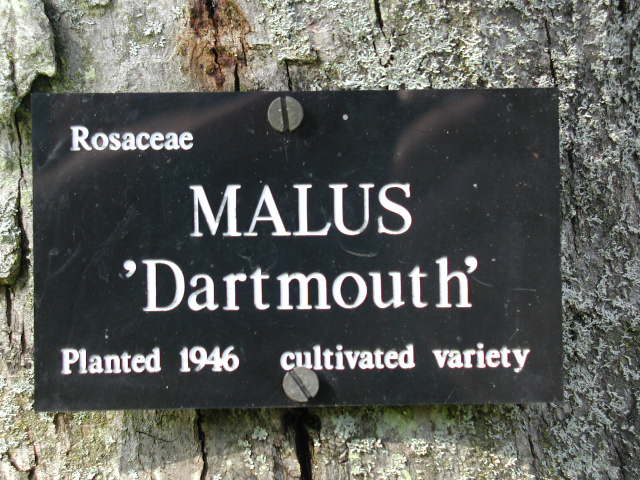 Rosaceae
MALUS
'Dartmouth'
Planted 1946 cultivated variety